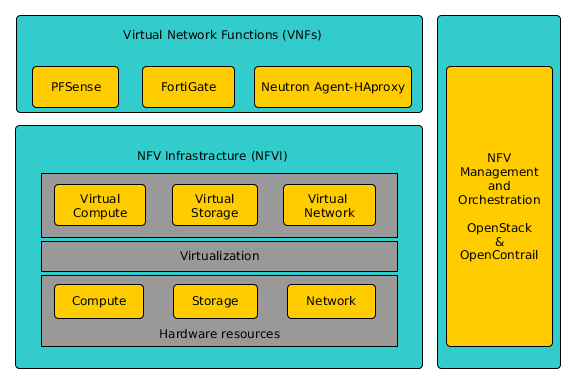 Virtual Network Functions (VNFs)
PFSense
FortiGate
Neutron Agent-HAproxy
NFV Infrastracture (NFVI)
Virtual
Compute
Virtual
Storage
Virtual
Network
Virtualization
Compute
Storage
Network
Hardware resources
NFV
Management
and
Orchestration
OpenStack
&
OpenContrail